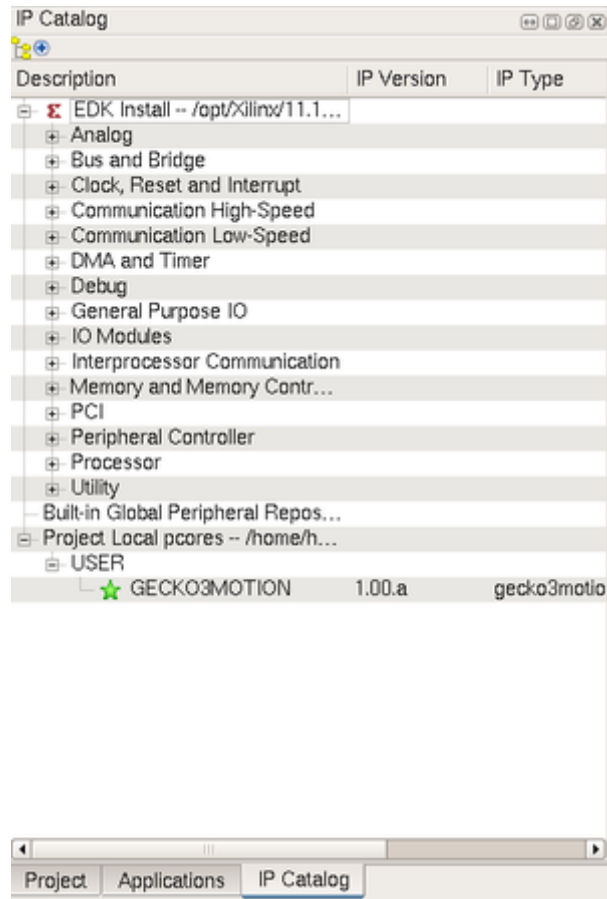 IP Catalog
Description IP Version IP Type
EDK Install -- /opt/Xilinx/11.1...
Analog
Bus and Bridge
Clock, Reset and Interrupt
Communication High-Speed
Communication Low-Speed
DMA and Timer
Debug
General Purpose IO
IO Modules
Interprocessor Communication
Memory and Memory Contr...
PCI
Peripheral Controller
Processor
Utility
Built-in Global Peripheral Repos...
Project Local pcores -- /home/h...
USER
GECKO3MOTION 1.00.a gecko3motio
Project Applications IP Catalog